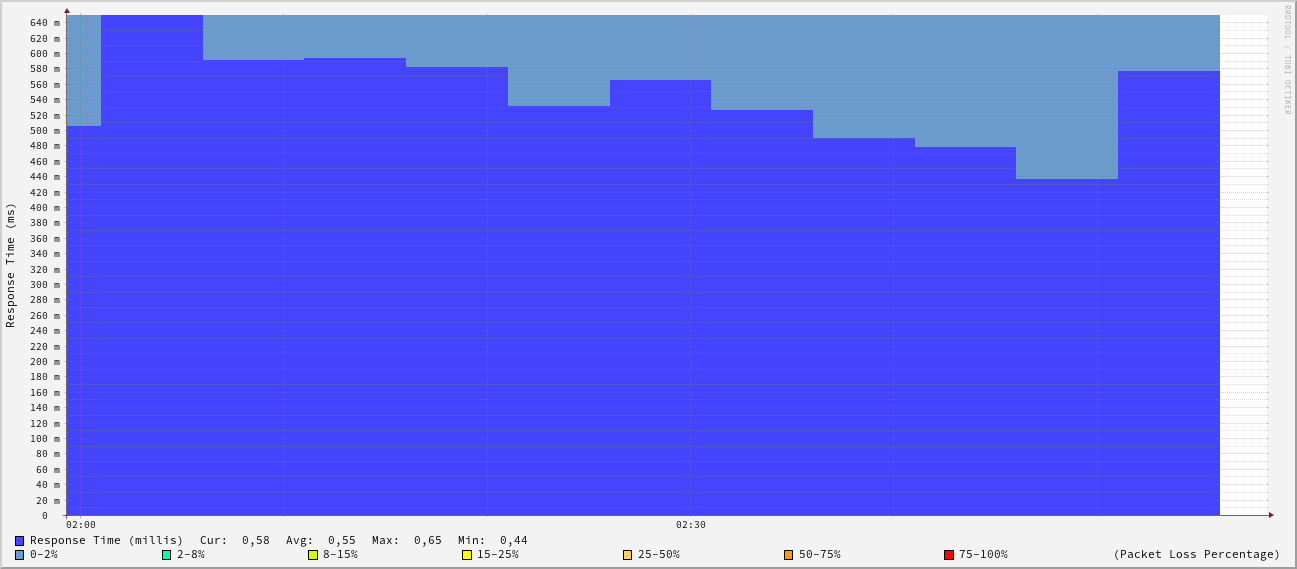 RRDTOOL / TOBI OETIKER
Response Time (ms)
640 m
620 m
600 m
580 m
560 m
540 m
520 m
500 m
480 m
460 m
440 m
420 m
400 m
380 m
360 m
340 m
320 m
300 m
280 m
260 m
240 m
220 m
200 m
180 m
160 m
140 m
120 m
100 m
80 m
60 m
40 m
20 m
0
02:00 02:30
Response Time (millis) Cur: 0,58 Avg: 0,55 Max: 0,65 Min: 0,44
0-2% 2-8% 8-15% 15-25% 25-50% 50-75% 75-100% (Packet Loss Percentage)